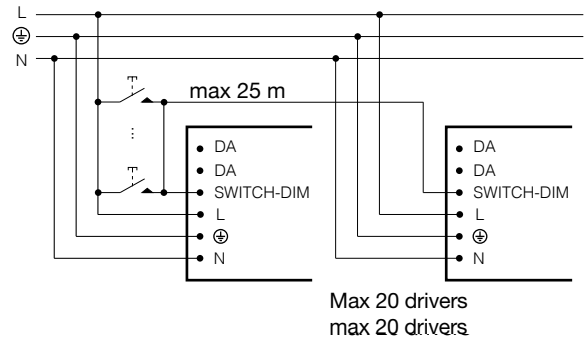 L
N
max 25 m
DA
DA
SWITCH-DIM
L
N
DA
DA
SWITCH-DIM
L
N
Max 20 drivers
max 20 drivers